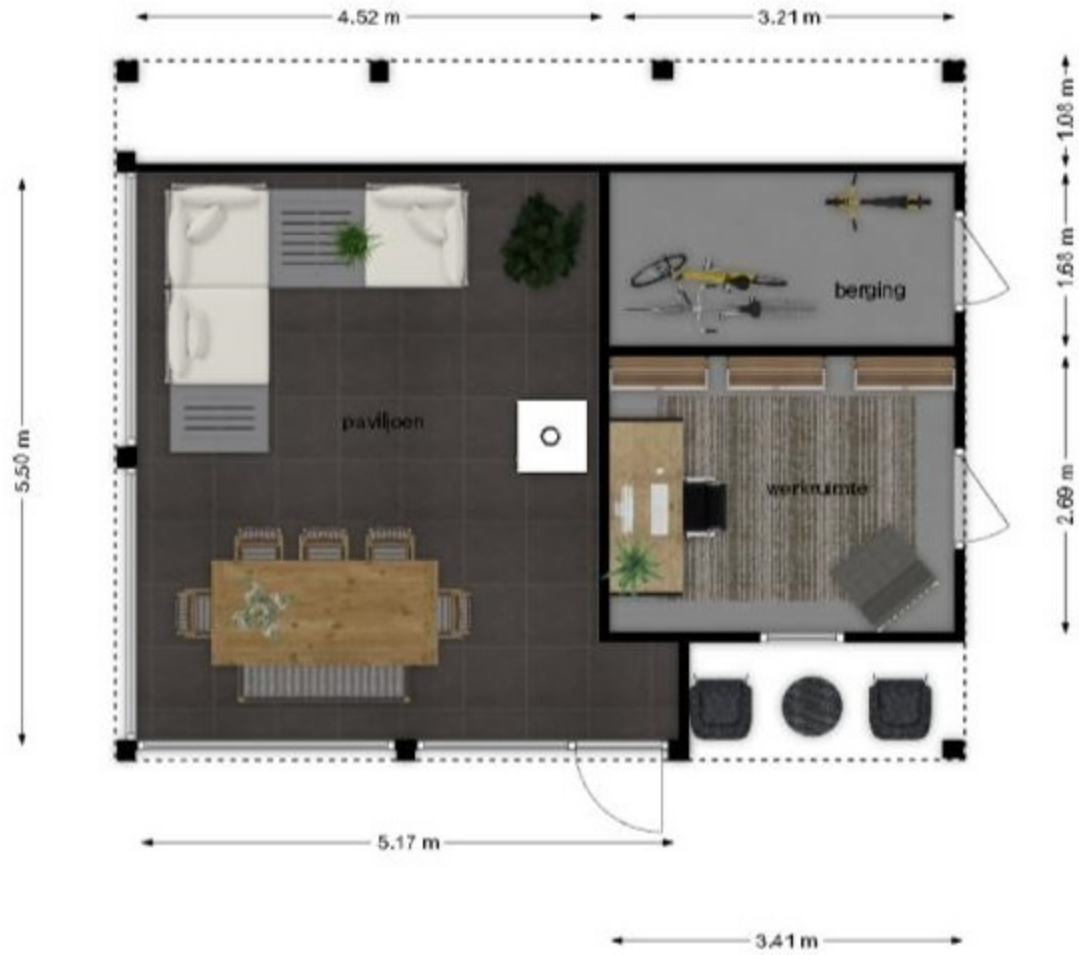 4.52 m
3.21 m
1.08 m
berging
1.68 m
paviljoen
5.50 m
werkruimte
2.69 m
5.17 m
3.41 m